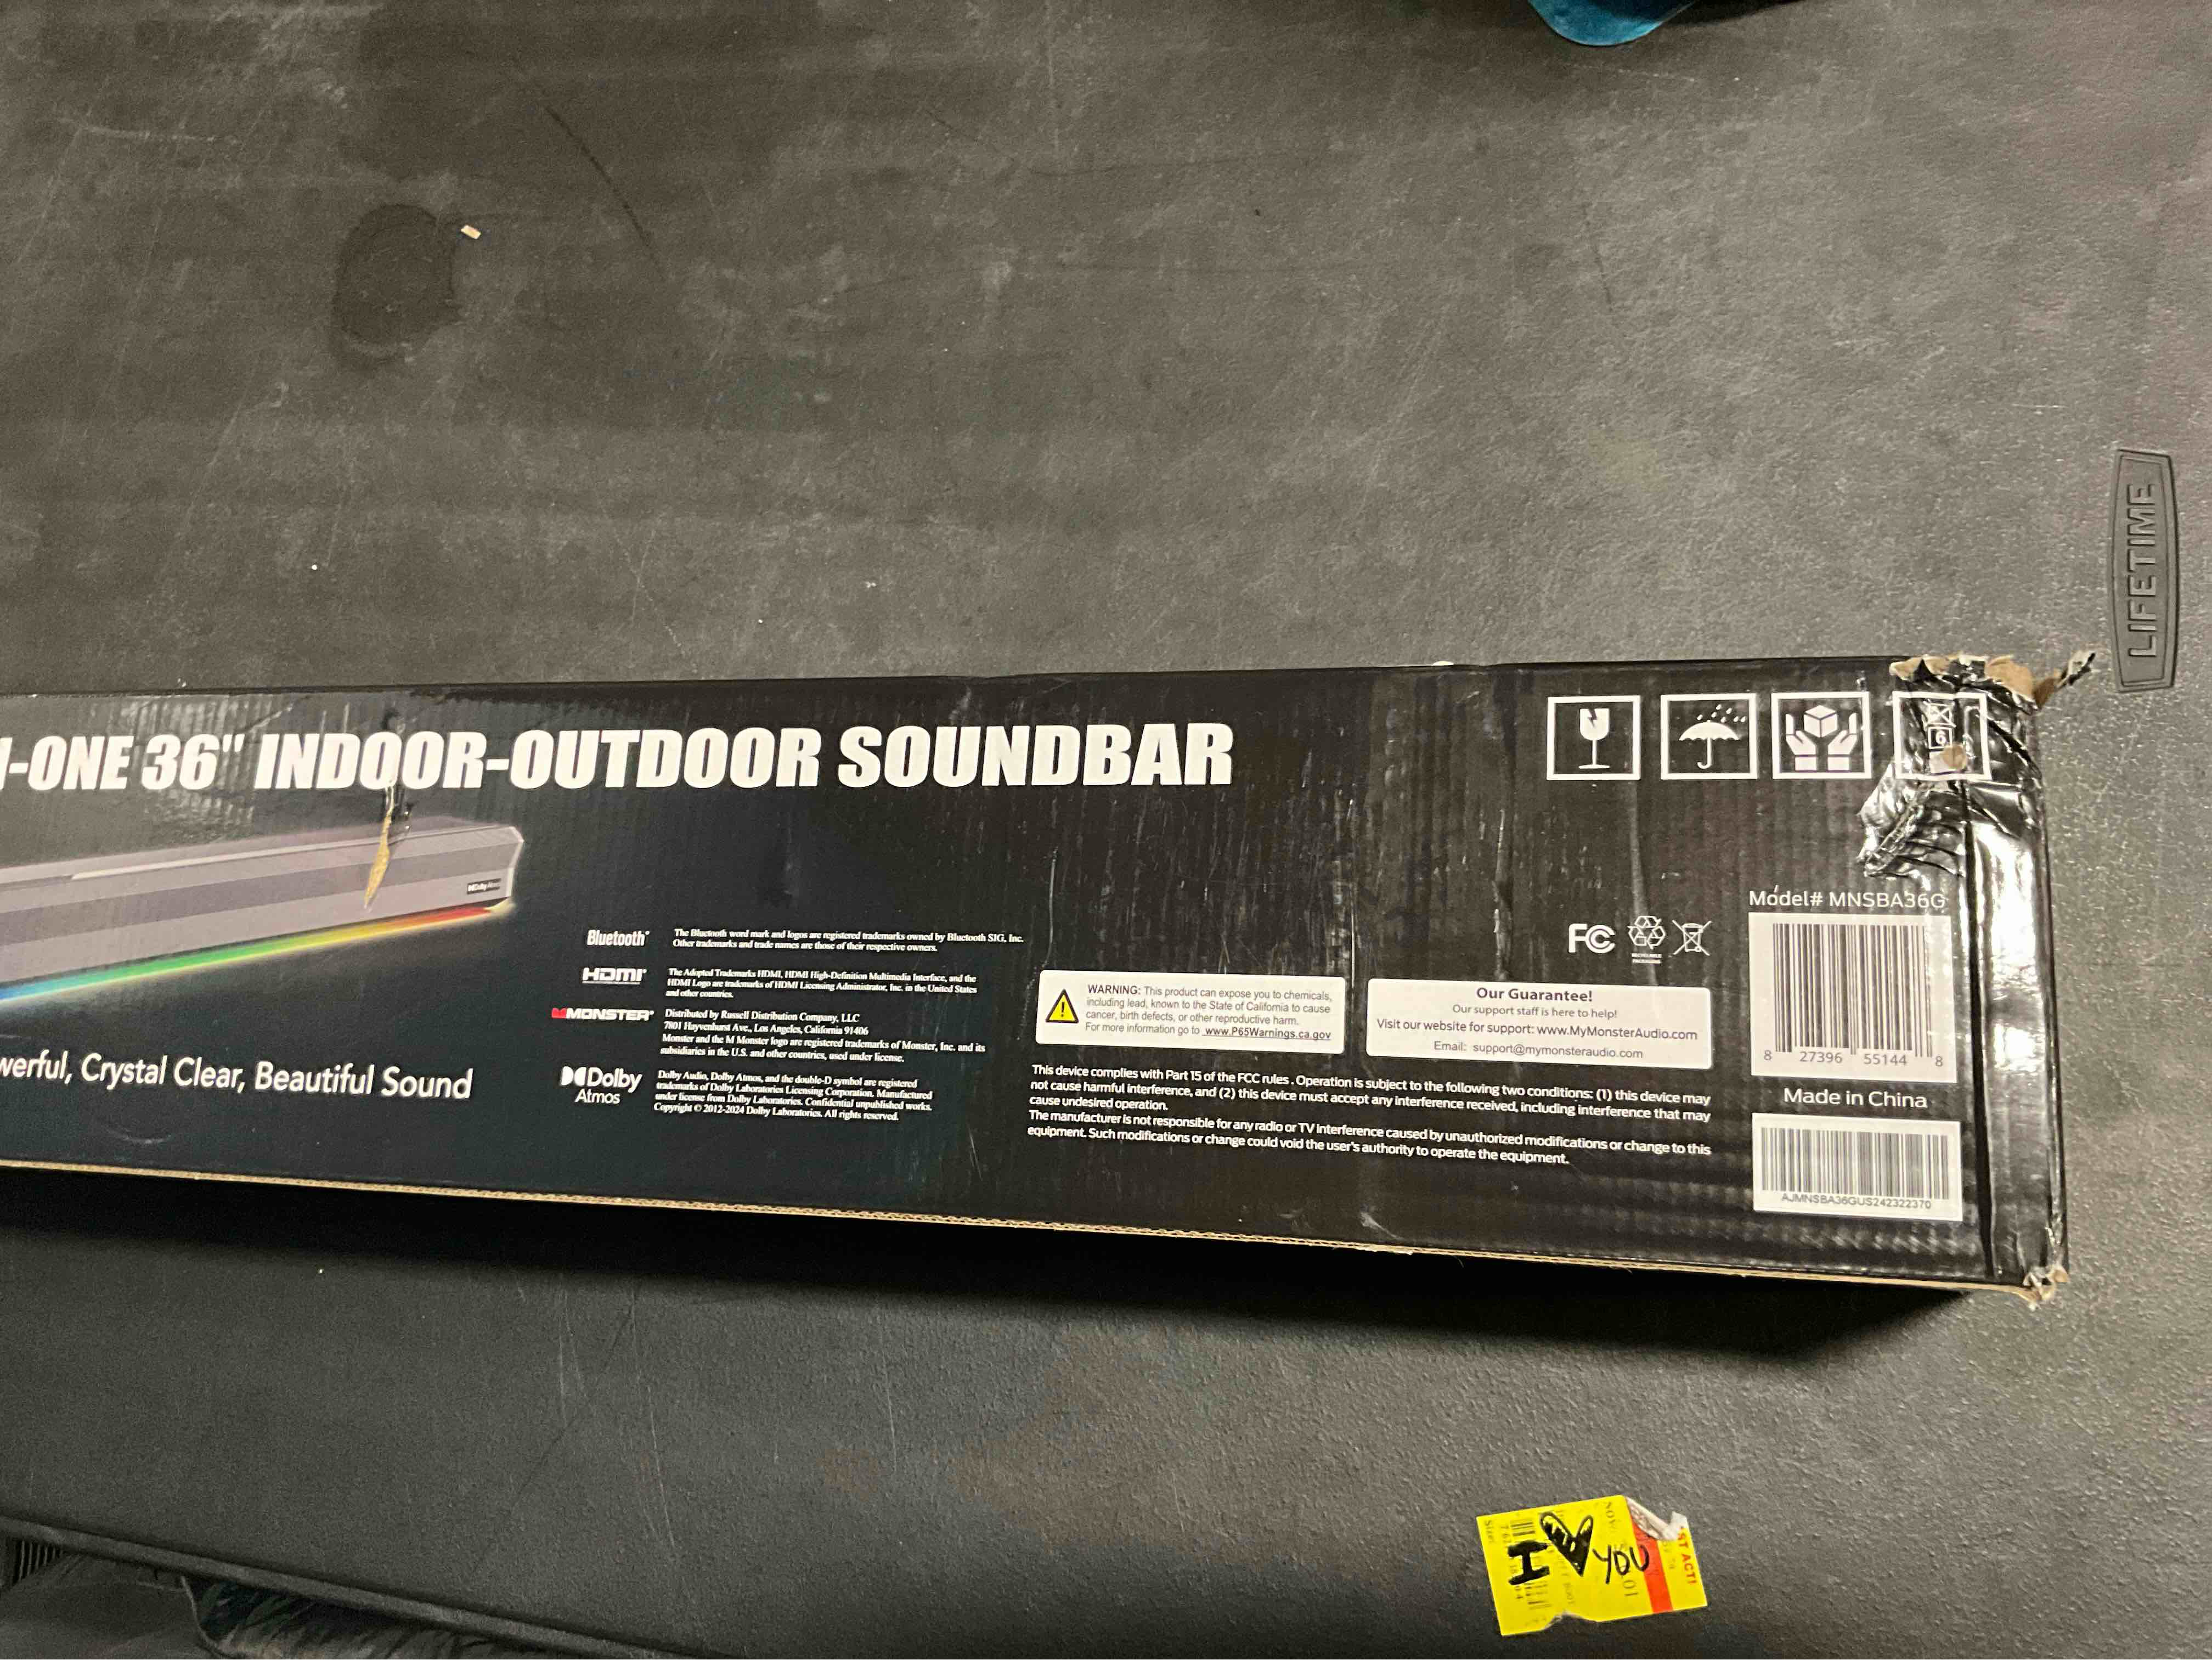 LIFETIME
-ONE 36" INDOOR-OUTDOOR SOUNDBAR
6
Model# MNSBA36G
Bluetooth®
The Bluetooth word mark and logos are registered trademarks owned by Bluetooth SIG, Inc.
Other trademarks and trade names are those of their respective owners.
HDMI®
The Adopted Trademarks HDMI, HDMI High-Definition Multimedia Interface, and the
HDMI Logo are trademarks of HDMI Licensing Administrator, Inc. in the United States
and other countries.
MONSTER®
Distributed by Russell Distribution Company, LLC
7801 Hayvenhurst Ave., Los Angeles, California 91406
Monster and the M Monster logo are registered trademarks of Monster, Inc. and its
subsidiaries in the U.S. and other countries, used under license.
Dolby
Atmos
Dolby Audio, Dolby Atmos, and the double-D symbol are registered
trademarks of Dolby Laboratories Licensing Corporation. Manufactured
under license from Dolby Laboratories. Confidential unpublished works.
Copyright © 2012-2024 Dolby Laboratories. All rights reserved.
werful, Crystal Clear, Beautiful Sound
FC
RECYCLABLE
PACKAGING
WARNING: This product can expose you to chemicals,
including lead, known to the State of California to cause
cancer, birth defects, or other reproductive harm.
For more information go to www.P65Warnings.ca.gov
Our Guarantee!
Our support staff is here to help!
Visit our website for support: www.MyMonsterAudio.com
Email: support@mymonsteraudio.com
This device complies with Part 15 of the FCC rules . Operation is subject to the following two conditions: (1) this device may
not cause harmful interference, and (2) this device must accept any interference received, including interference that may
cause undesired operation.
The manufacturer is not responsible for any radio or TV interference caused by unauthorized modifications or change to this
equipment. Such modifications or change could void the user's authority to operate the equipment.
8 27396 55144 8
Made in China
AJMNSBA36GUS242322370
I YOU